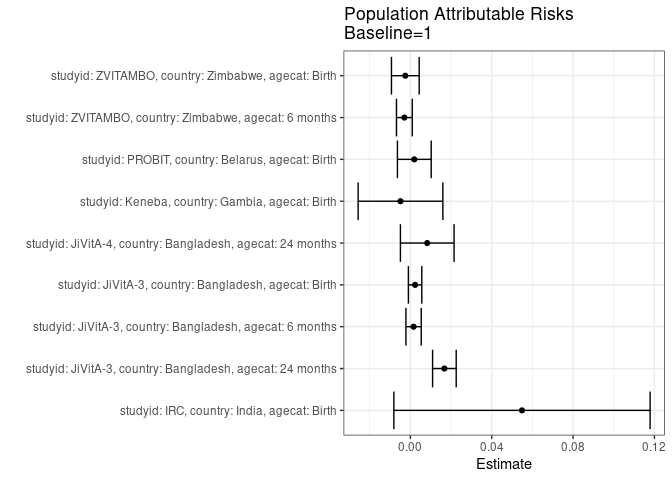 Population Attributable Risks
Baseline=1
studyid: ZVITAMBO, country: Zimbabwe, agecat: Birth
studyid: ZVITAMBO, country: Zimbabwe, agecat: 6 months
studyid: PROBIT, country: Belarus, agecat: Birth
studyid: Keneba, country: Gambia, agecat: Birth
studyid: JiVitA-4, country: Bangladesh, agecat: 24 months
studyid: JiVitA-3, country: Bangladesh, agecat: Birth
studyid: JiVitA-3, country: Bangladesh, agecat: 6 months
studyid: JiVitA-3, country: Bangladesh, agecat: 24 months
studyid: IRC, country: India, agecat: Birth
0.00 0.04 0.08 0.12
Estimate